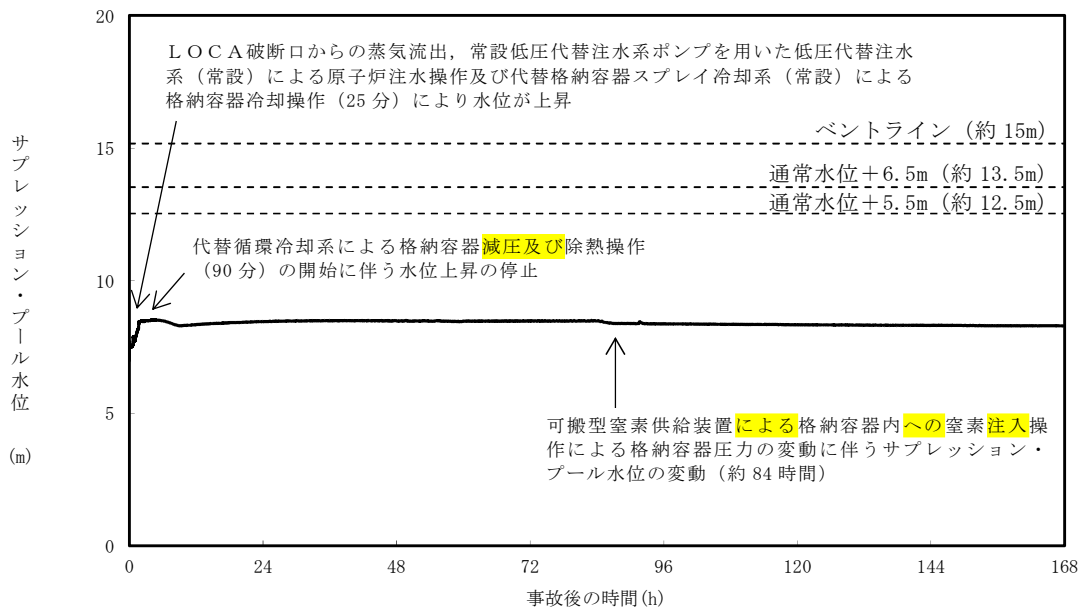 20
ＬＯＣＡ破断口からの蒸気流出，常設低圧代替注水系ポンプを用いた低圧代替注水
系（常設）による原子炉注水操作及び代替格納容器スプレイ冷却系（常設）による
格納容器冷却操作（25 分）により水位が上昇
ベントライン（約 15m）
15
通常水位＋6.5m（約 13.5m）
通常水位＋5.5m（約 12.5m）
代替循環冷却系による格納容器減圧及び除熱操作
（90 分）の開始に伴う水位上昇の停止
サプレッション・プール水位 (m)
10
5
可搬型窒素供給装置による格納容器内への窒素注入操
作による格納容器圧力の変動に伴うサプレッション・
プール水位の変動（約 84 時間）
0
0 24 48 72 96 120 144 168
事故後の時間(h)